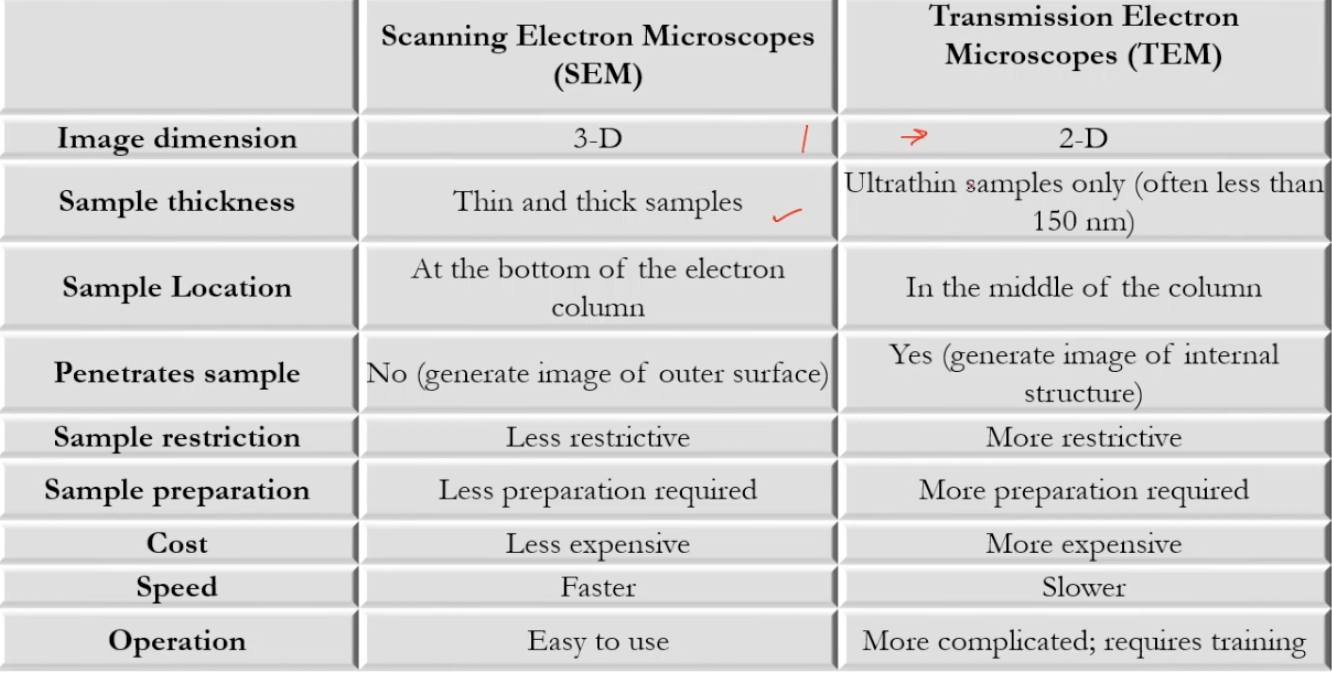 Scanning Electron Microscopes
(SEM)
Transmission Electron
Microscopes (TEM)
Image dimension
3-D
2-D
Sample thickness
Thin and thick samples
Ultrathin samples only (often less than
150 nm)
Sample Location
At the bottom of the electron
column
In the middle of the column
Penetrates sample
No (generate image of outer surface)
Yes (generate image of internal
structure)
Sample restriction
Less restrictive
More restrictive
Sample preparation
Less preparation required
More preparation required
Cost
Less expensive
More expensive
Speed
Faster
Slower
Operation
Easy to use
More complicated; requires training